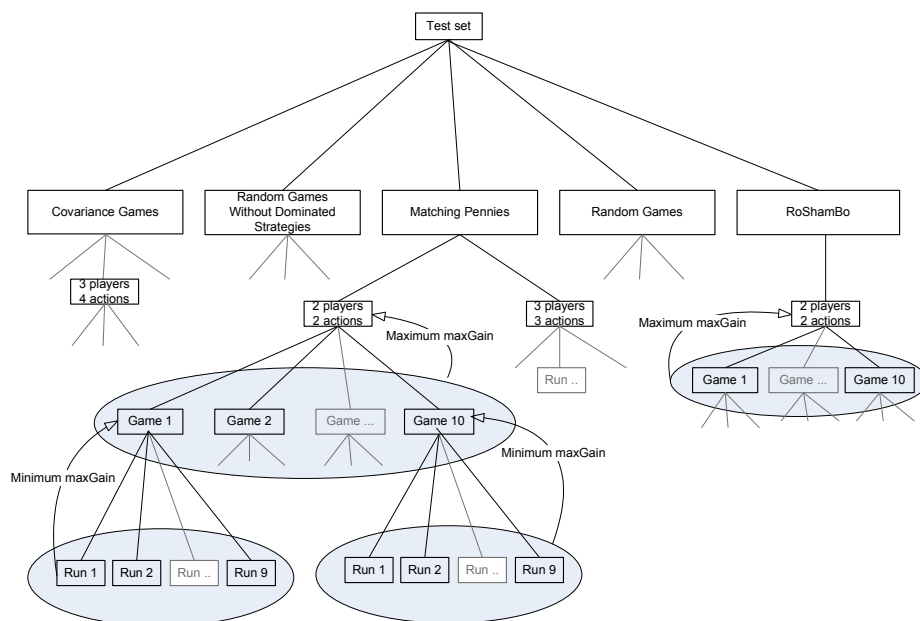 Test set
Covariance Games
Random Games
Without Dominated
Strategies
Matching Pennies
Random Games
RoShamBo
3 players
4 actions
2 players
2 actions
Maximum maxGain
3 players
3 actions
Maximum maxGain
2 players
2 actions
Run ..
Game 1
Game ...
Game 10
Game 1
Game 2
Game ...
Game 10
Minimum maxGain
Minimum maxGain
Run 1
Run 2
Run ..
Run 9
Run 1
Run 2
Run ..
Run 9